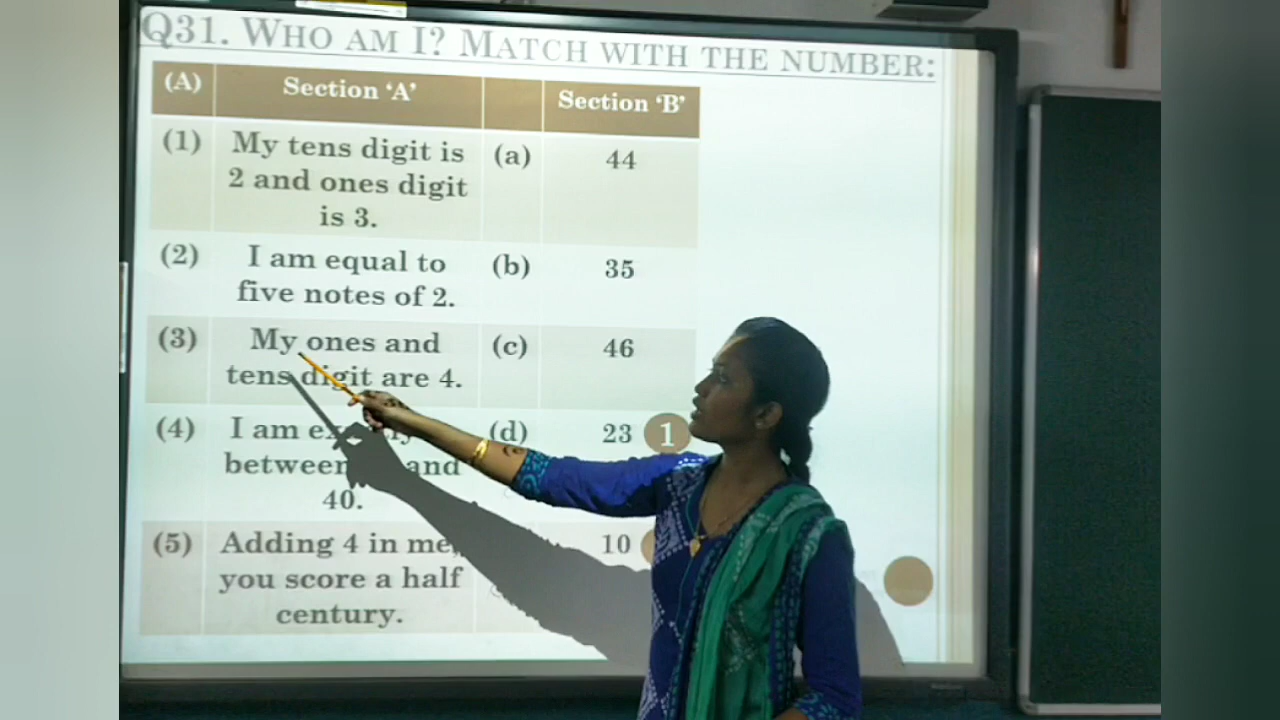 Q31. WHO AM I? MATCH WITH THE NUMBER:
(A) Section ‘A’ Section ‘B’
(1) My tens digit is (a) 44
2 and ones digit
is 3.
(2) I am equal to (b) 35
five notes of 2.
(3) My ones and (c) 46
tens digit are 4.
(4) I am (d) 23 1
between and
40.
(5) Adding 4 in me, 10
you score a half
century.